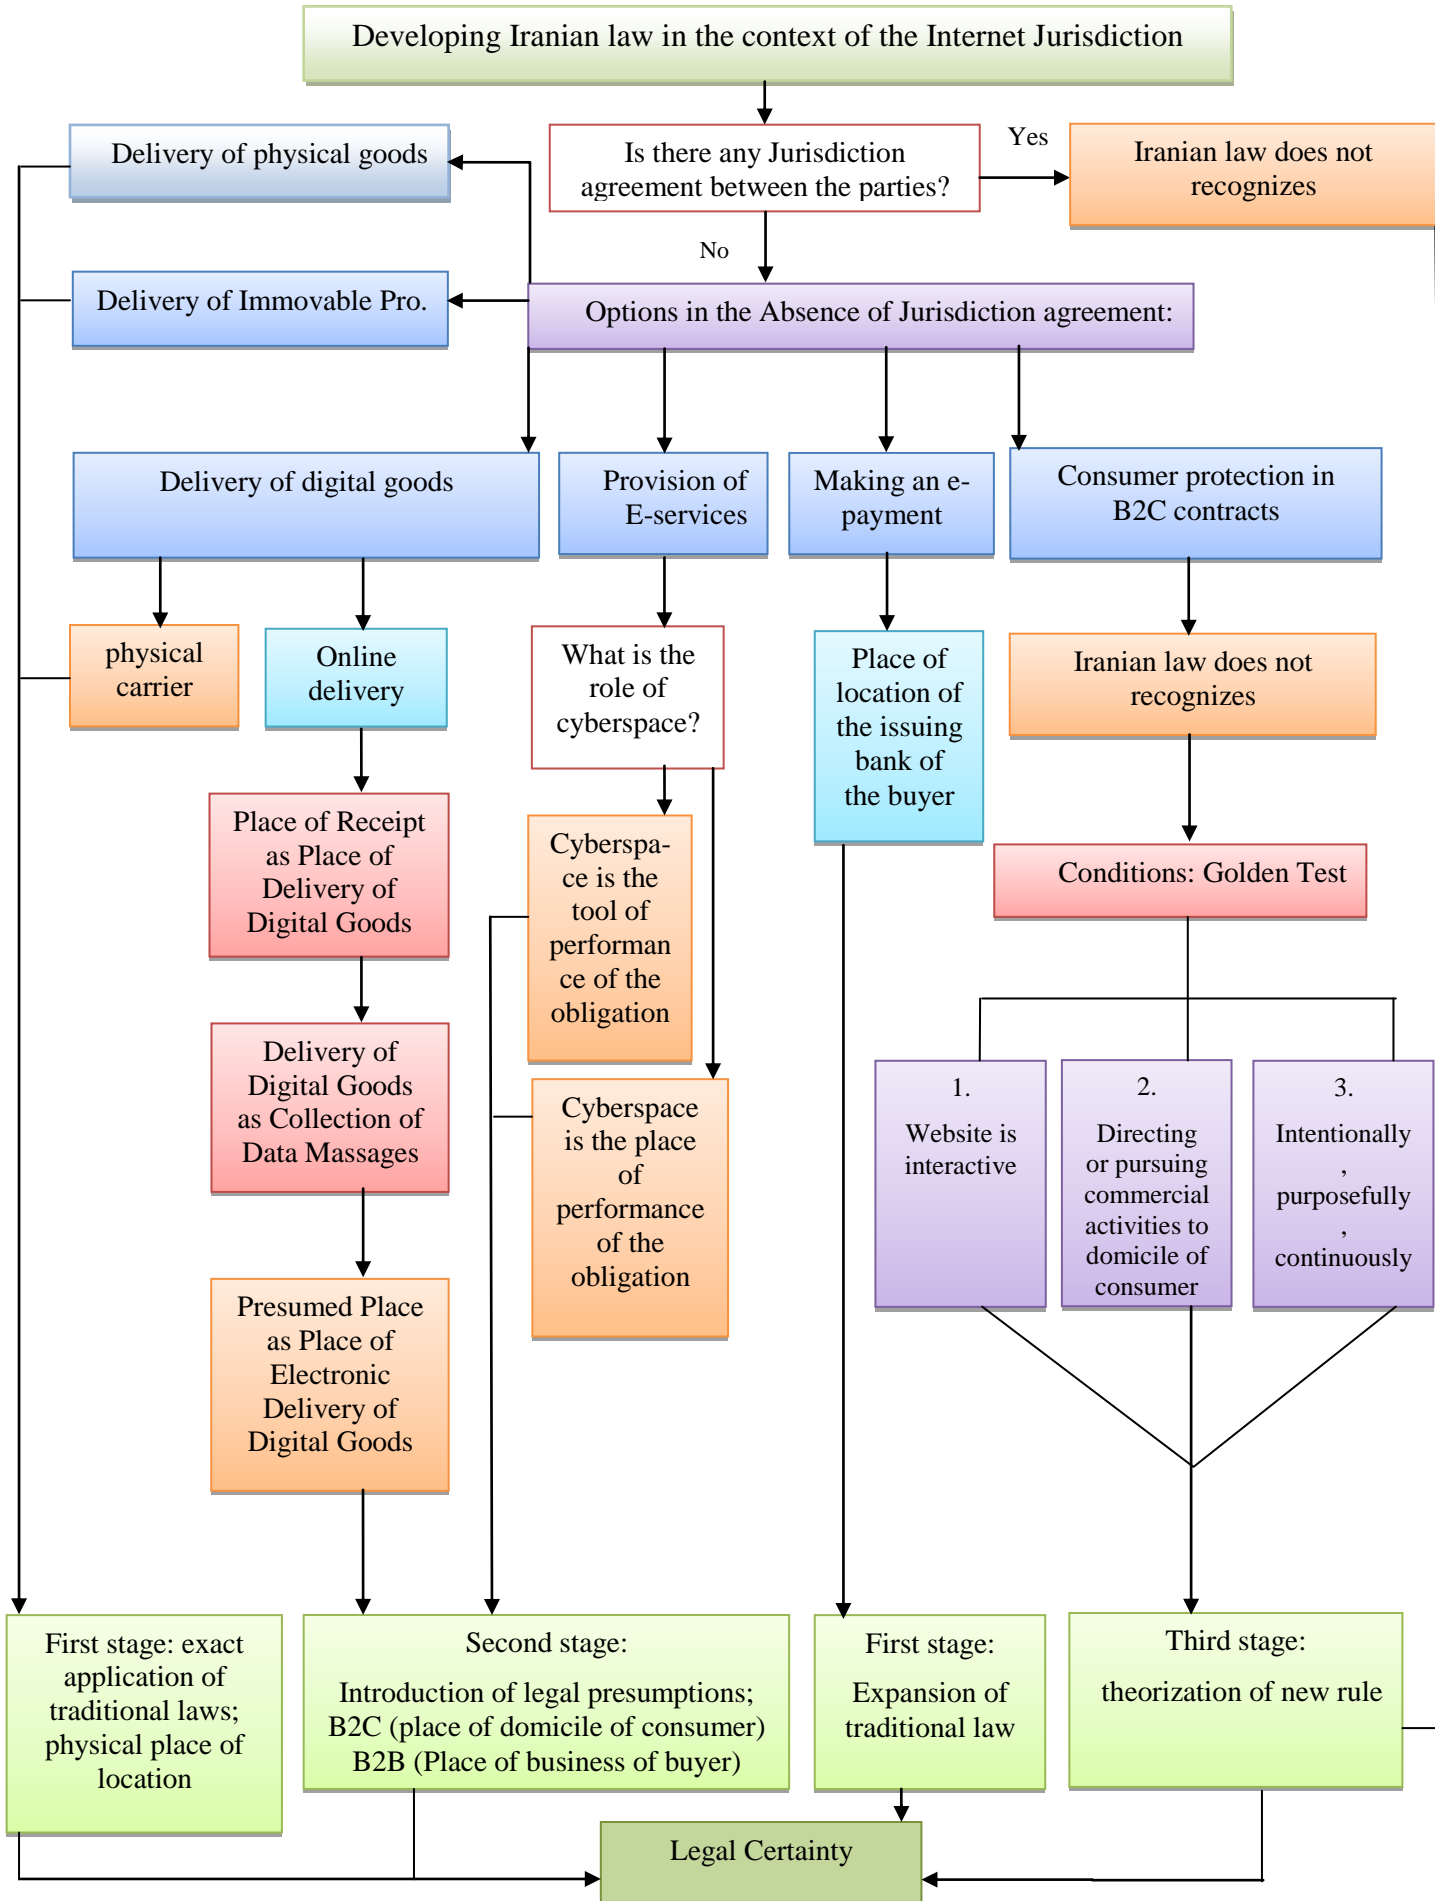 Developing Iranian law in the context of the Internet Jurisdiction
Is there any Jurisdiction
agreement between the parties?
Yes
Iranian law does not
recognizes
Delivery of physical goods
No
Delivery of Immovable Pro.
Options in the Absence of Jurisdiction agreement:
Delivery of digital goods
Provision of
E-services
Making an e-
payment
Consumer protection in
B2C contracts
physical
carrier
Online
delivery
What is the
role of
cyberspace?
Place of
location of
the issuing
bank of
the buyer
Iranian law does not
recognizes
Place of Receipt
as Place of
Delivery of
Digital Goods
Cyberspa-
ce is the
tool of
performan
ce of the
obligation
Conditions: Golden Test
Delivery of
Digital Goods
as Collection of
Data Massages
Cyberspace
is the place
of
performance
of the
obligation
1.
Website is
interactive
2.
Directing
or pursuing
commercial
activities to
domicile of
consumer
3.
Intentionally
,
purposefully
,
continuously
Presumed Place
as Place of
Electronic
Delivery of
Digital Goods
First stage: exact
application of
traditional laws;
physical place of
location
Second stage:
Introduction of legal presumptions;
B2C (place of domicile of consumer)
B2B (Place of business of buyer)
First stage:
Expansion of
traditional law
Third stage:
theorization of new rule
Legal Certainty